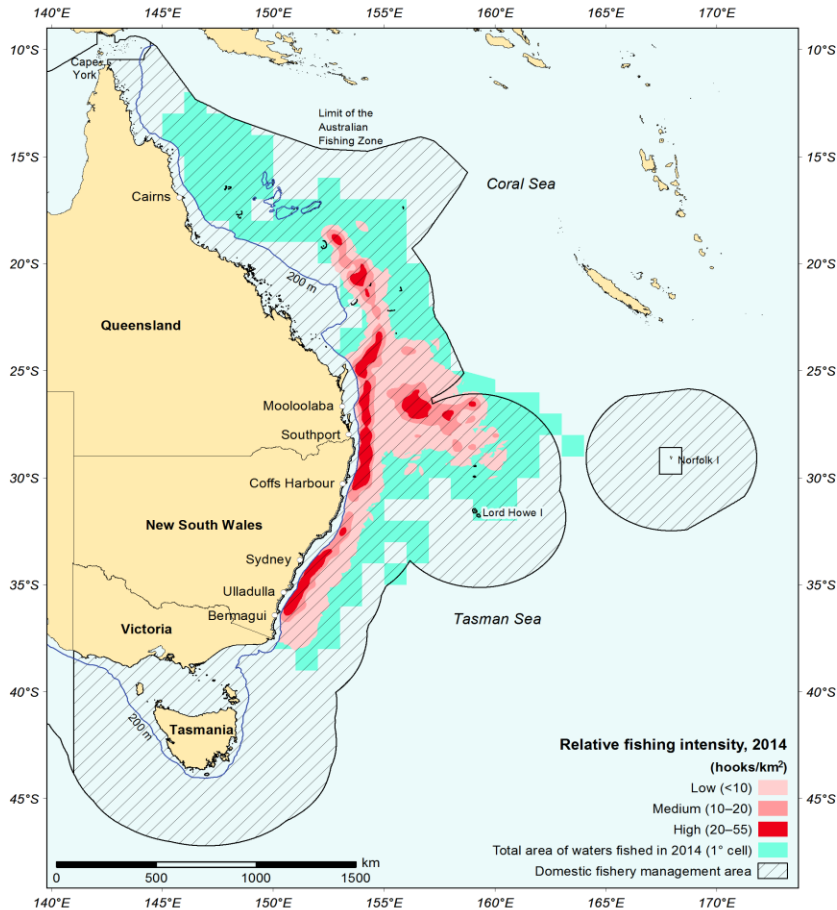 140°E 145°E 150°E 155°E 160°E 165°E 170°E
10°S
10°S
Cape York
Limit of the
Australian
Fishing Zone
15°S
15°S
Coral Sea
Cairns
20°S
20°S
200 m
Queensland
25°S
25°S
Mooloolaba
Southport
Norfolk I
30°S
30°S
Coffs Harbour
Lord Howe I
New South Wales
Sydney
35°S
35°S
Ulladulla
Bermagui
Tasman Sea
Victoria
40°S
40°S
200 m
Tasmania
Relative fishing intensity, 2014
(hooks/km²)
Low (<10)
Medium (10–20)
45°S
45°S
High (20–55)
Total area of waters fished in 2014 (1° cell)
Domestic fishery management area
km
0 500 1000 1500
140°E 145°E 150°E 155°E 160°E 165°E 170°E